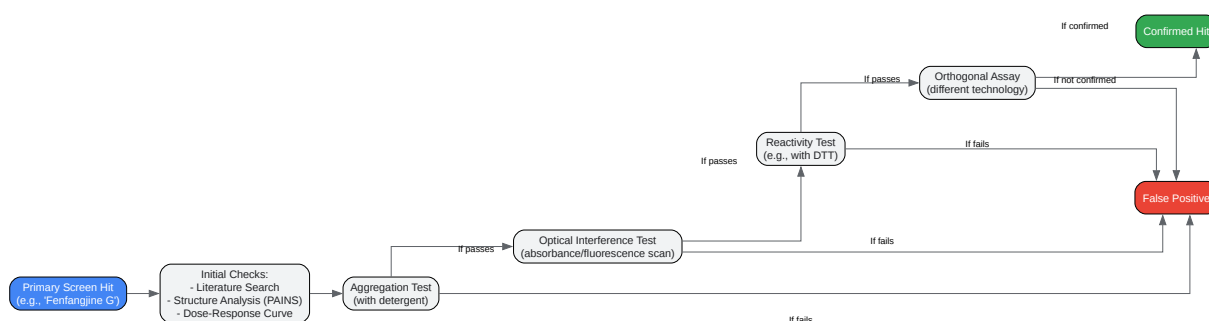 Primary Screen Hit
(e.g., 'Fenfangjine G')
Initial Checks:
- Literature Search
- Structure Analysis (PAINS)
- Dose-Response Curve
Aggregation Test
(with detergent)
If passes
If fails
Optical Interference Test
(absorbance/fluorescence scan)
If passes
If fails
Reactivity Test
(e.g., with DTT)
If passes
If fails
Orthogonal Assay
(different technology)
If confirmed
If not confirmed
Confirmed Hit
False Positive